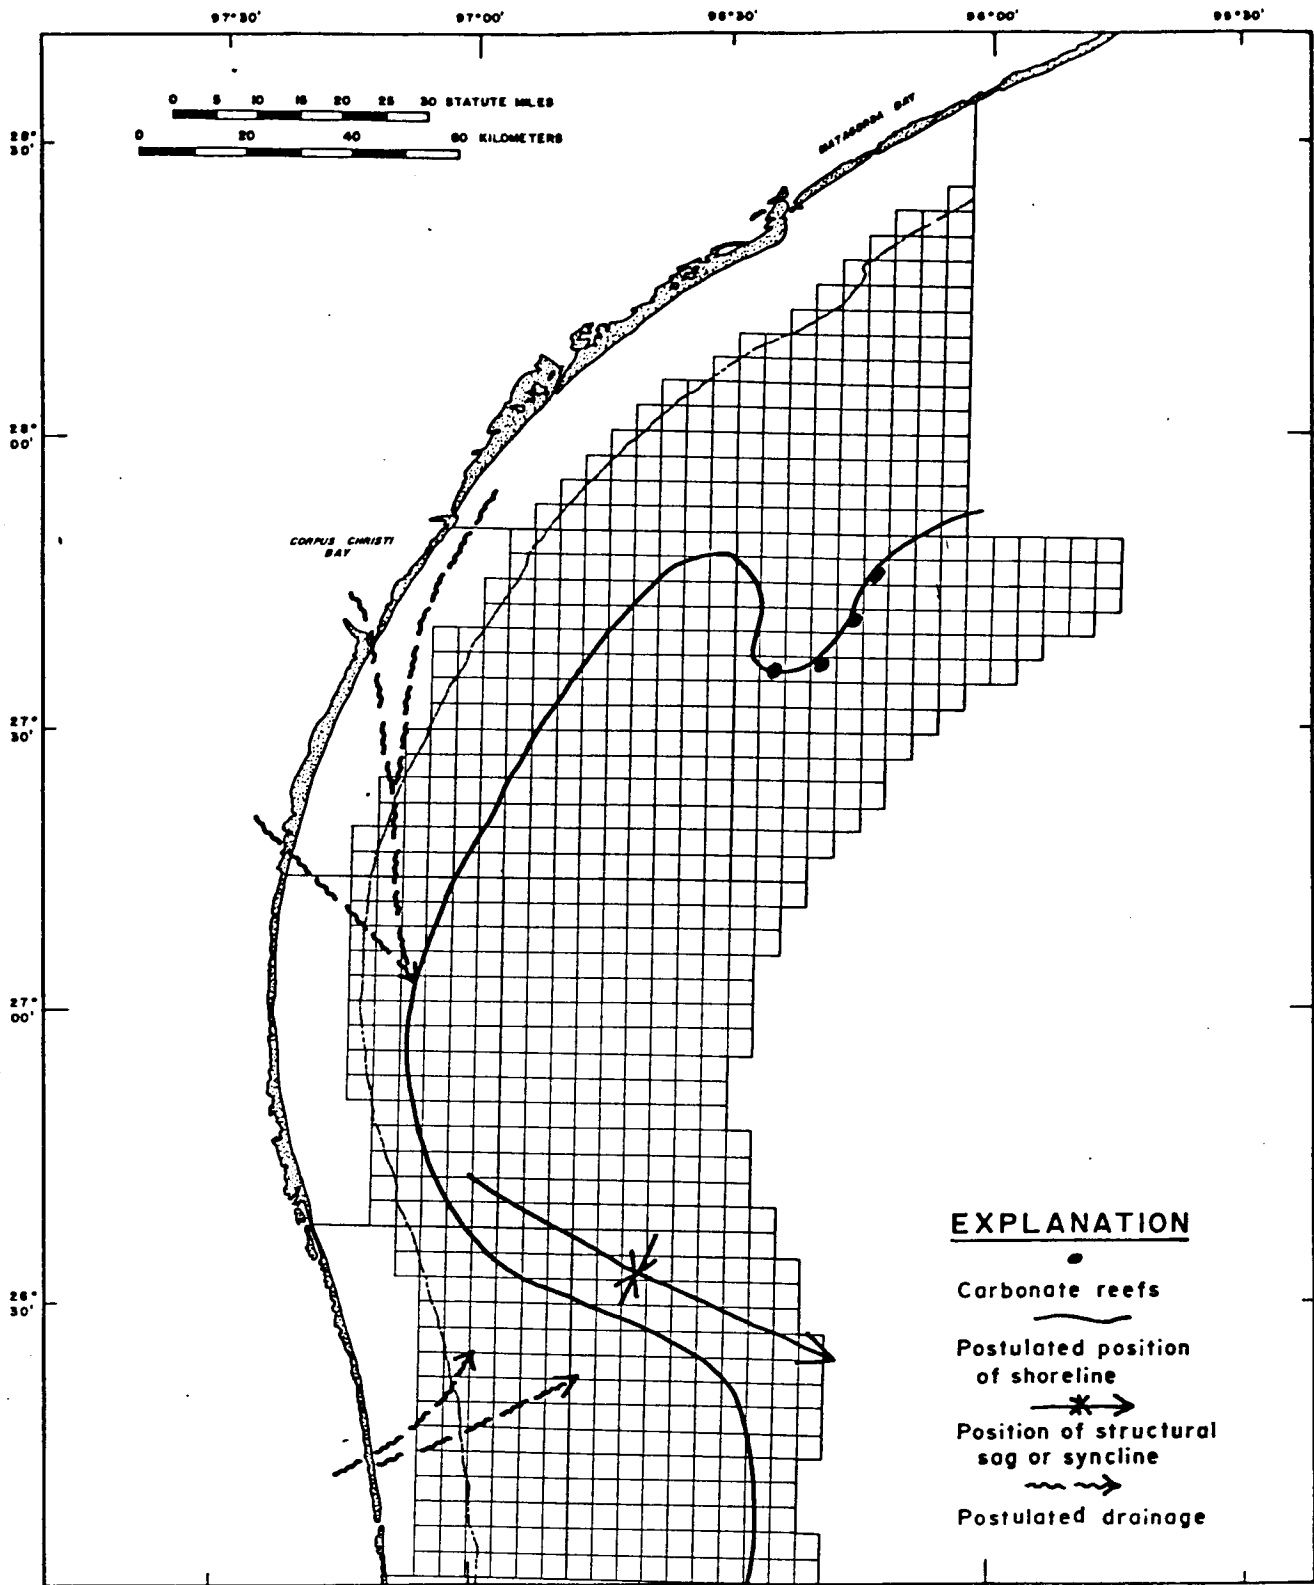 97°30' 97°00' 96°30' 96°00' 95°30'
0 5 10 15 20 25 30 STATUTE MILES
0 20 40 60 KILOMETERS
MATAGORDA BAY
28° 30'
28° 00'
CORPUS CHRISTI
BAY
27° 30'
27° 00'
26° 30'
EXPLANATION
Carbonate reefs
Postulated position
of shoreline
Position of structural
sag or syncline
Postulated drainage